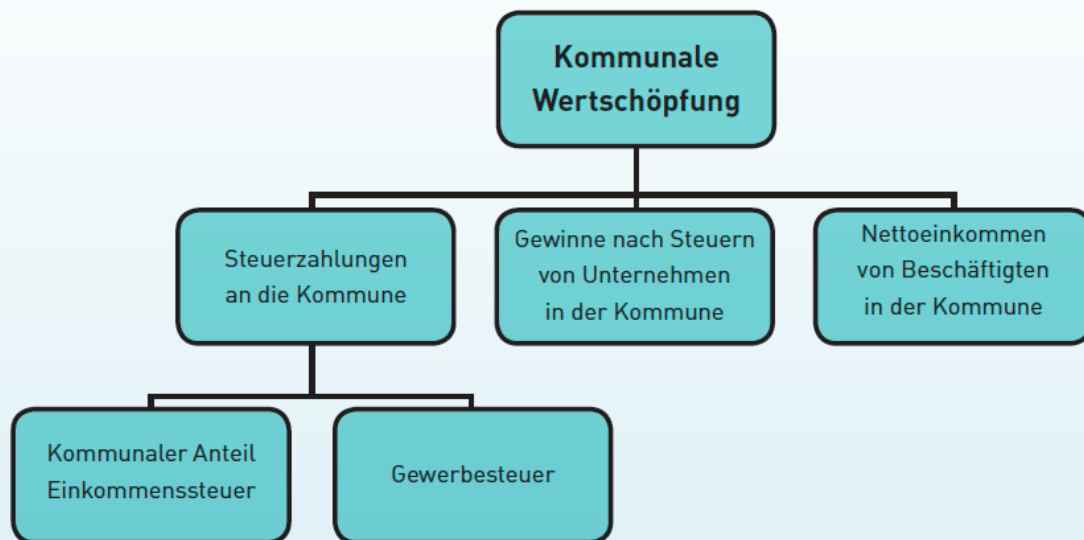 Kommunale
Wertschöpfung
Steuerzahlungen
an die Kommune
Gewinne nach Steuern
von Unternehmen
in der Kommune
Nettoeinkommen
von Beschäftigten
in der Kommune
Kommunaler Anteil
Einkommenssteuer
Gewerbesteuer